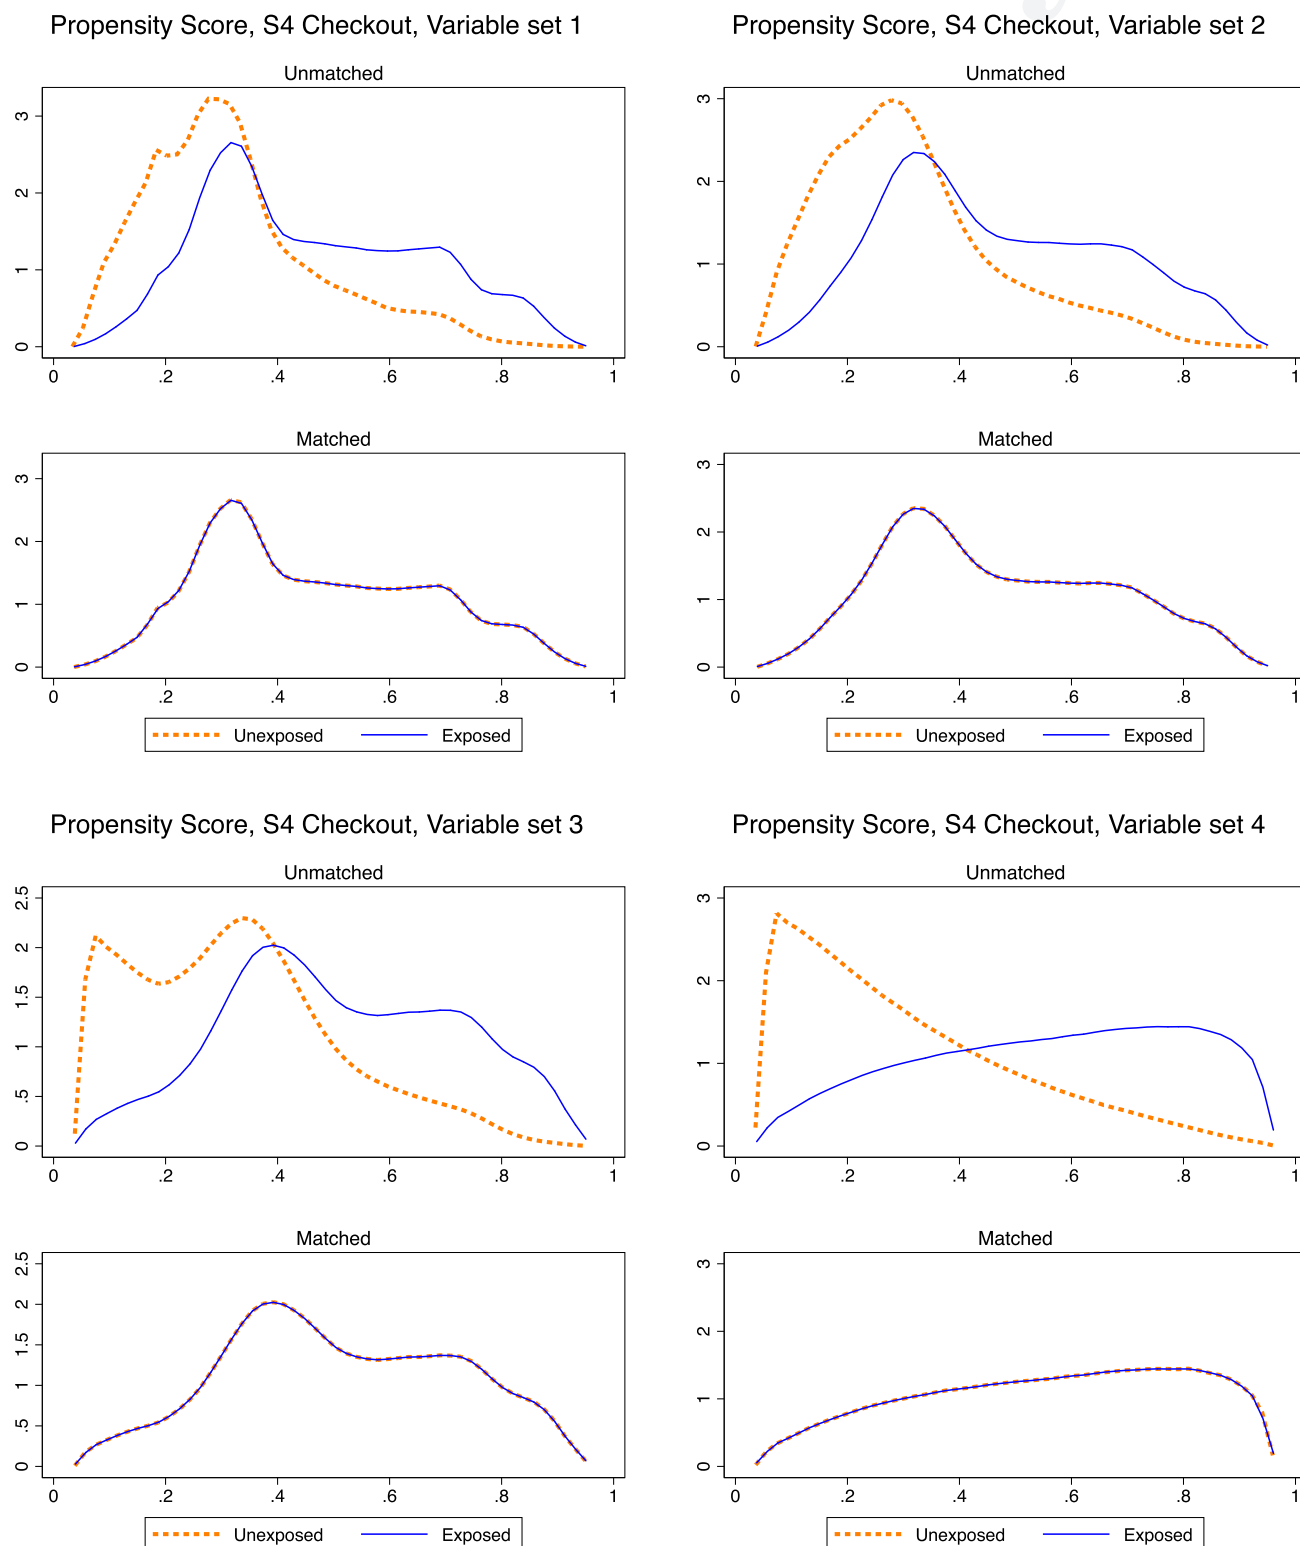 Propensity Score, S4 Checkout, Variable set 1
Unmatched
3
2
1
0
0 .2 .4 .6 .8 1
Matched
3
2
1
0
0 .2 .4 .6 .8 1
Unexposed Exposed
Propensity Score, S4 Checkout, Variable set 2
Unmatched
3
2
1
0
0 .2 .4 .6 .8 1
Matched
3
2
1
0
0 .2 .4 .6 .8 1
Unexposed Exposed
Propensity Score, S4 Checkout, Variable set 3
Unmatched
2.5
2
1.5
1
.5
0
0 .2 .4 .6 .8 1
Matched
2.5
2
1.5
1
.5
0
0 .2 .4 .6 .8 1
Unexposed Exposed
Propensity Score, S4 Checkout, Variable set 4
Unmatched
3
2
1
0
0 .2 .4 .6 .8 1
Matched
3
2
1
0
0 .2 .4 .6 .8 1
Unexposed Exposed